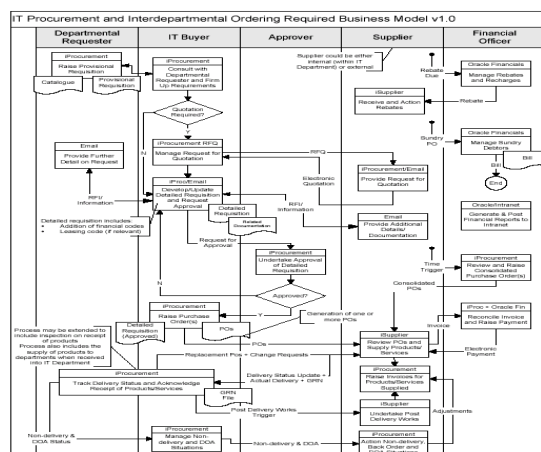 IT Procurement and Interdepartmental Ordering Required Business Model v1.0
Departmental
Requester
IT Buyer
Approver
Supplier
Financial
Officer
iProcurement
Raise Provisional
Requisition
Catalogue
Provisional
Requisition
iProcurement
Consult with
Departmental
Requester and Firm
Up Requirements
Supplier could be either
internal (within IT
Department) or external
Rebate
Due
Oracle Financials
Manage Rebates
and Recharges
iSupplier
Receive and Action
Rebates
Rebate
Quotation
Required?
Y
N
Sundry
PO
Oracle Financials
Manage Sundry
Debtors
Bill
Bill
End
Email
Provide Further
Detail on Request
iProcurement RFQ
Manage Request for
Quotation
RFQ
Electronic
Quotation
iProcurement/Email
Provide Request for
Quotation
RFI/
Information
iProc/Email
Develop/Update
Detailed Requisition
and Request
Approval
Detailed
Requisition
Related
Documentation
RFI/
Information
Email
Provide Additional
Details/
Documentation
Oracle/Intranet
Generate & Post
Financial Reports to
Intranet
Detailed requisition includes:
• Addition of financial codes
• Leasing code (if relevant)
Request for
Approval
iProcurement
Undertake Approval
of Detailed
Requisition
Time
Trigger
iProcurement
Review and Raise
Consolidated
Purchase Order(s)
Consolidated
POs
N
Approved?
Y
iProcurement
Raise Purchase
Order(s)
Detailed
Requisition
(Approved)
POs
Generation of one or
more POs
iProc + Oracle Fin
Reconcile Invoice
and Raise Payment
Invoice
Process may be extended to
include inspection on receipt
of products
Process also includes the
supply of products to
departments when received
into IT Department
POs
iSupplier
Review POs and
Supply Products/
Services
Electronic
Payment
Replacement Pos + Change Requests
iProcurement
Track Delivery Status and Acknowledge
Receipt of Products/Services
GRN
File
Delivery Status Update +
Actual Delivery + GRN
iProcurement
Raise Invoices for
Products/Services
Supplied
Post Delivery Works
Trigger
iSupplier
Undertake Post
Delivery Works
Adjustments
Non-delivery &
DOA Status
iProcurement
Manage Non-
delivery and DOA
Situations
Non-delivery & DOA
iProcurement
Action Non-delivery,
Back Order and
DOA Situations